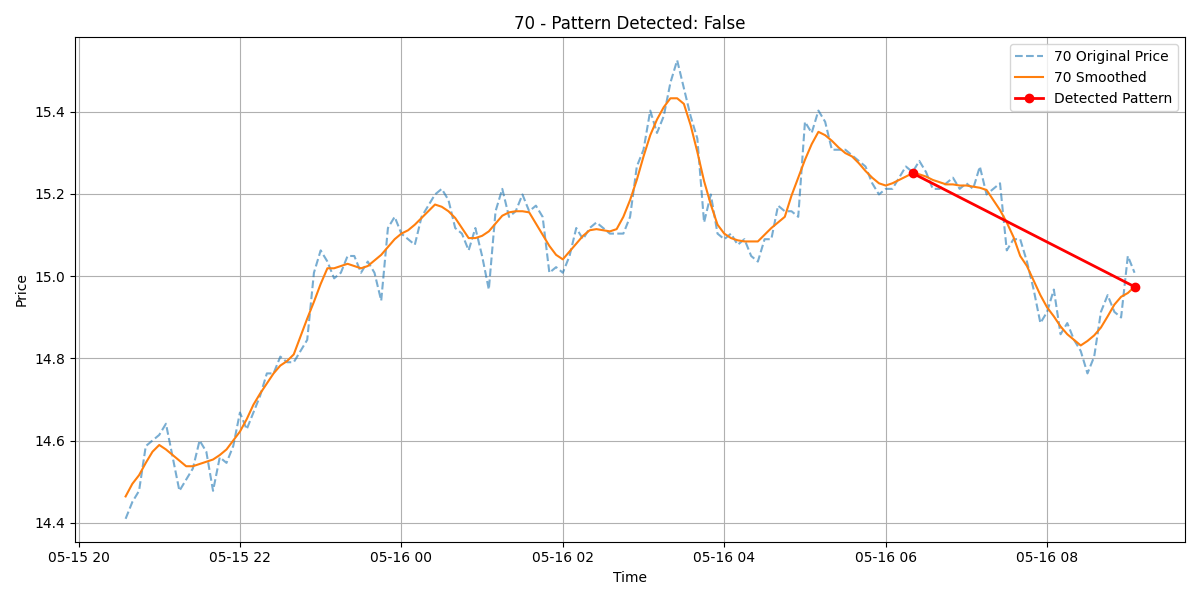 70 - Pattern Detected: False
70 Original Price
70 Smoothed
Detected Pattern
Price
15.4
15.2
15.0
14.8
14.6
14.4
05-15 20
05-15 22
05-16 00
05-16 02
05-16 04
05-16 06
05-16 08
Time